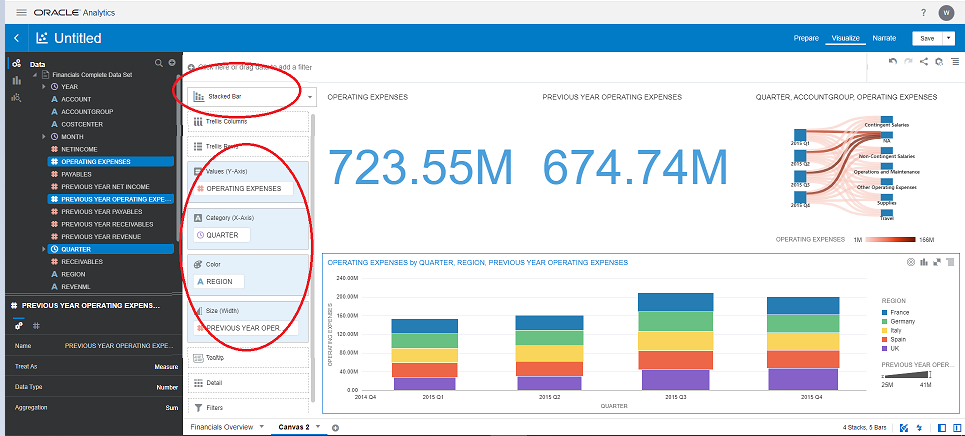 ORACLE Analytics
?
W
Untitled
Prepare
Visualize
Narrate
Save
Data
Click here or drag data to add a filter
Financials Complete Data Set
YEAR
ACCOUNT
ACCOUNTGROUP
COSTCENTER
MONTH
NETINCOME
OPERATING EXPENSES
PAYABLES
PREVIOUS YEAR NET INCOME
PREVIOUS YEAR OPERATING EXPE...
PREVIOUS YEAR PAYABLES
PREVIOUS YEAR RECEIVABLES
PREVIOUS YEAR REVENUE
QUARTER
RECEIVABLES
REGION
REVENML
PREVIOUS YEAR OPERATING EXPENS...
Name PREVIOUS YEAR OPERATING EXPE...
Treat As Measure
Data Type Number
Aggregation Sum
Stacked Bar
Trellis Columns
Trellis Rows
Values (Y-Axis)
OPERATING EXPENSES
Category (X-Axis)
QUARTER
Color
REGION
Size (Width)
PREVIOUS YEAR OPER...
Tooltip
Detail
Filters
OPERATING EXPENSES
723.55M
PREVIOUS YEAR OPERATING EXPENSES
674.74M
QUARTER, ACCOUNTGROUP, OPERATING EXPENSES
2015 Q1
2015 Q2
2015 Q3
2015 Q4
Contingent Salaries
NA
Non-Contingent Salaries
Operations and Maintenance
Other Operating Expenses
Supplies
Travel
OPERATING EXPENSES 1M 166M
OPERATING EXPENSES by QUARTER, REGION, PREVIOUS YEAR OPERATING EXPENSES
OPERATING EXPENSES
240.00M
200.00M
160.00M
120.00M
80.00M
40.00M
0.00
2014 Q4
2015 Q1
2015 Q2
2015 Q3
2015 Q4
QUARTER
REGION
France
Germany
Italy
Spain
UK
PREVIOUS YEAR OPER...
25M 41M
Financials Overview
Canvas 2
4 Stacks, 5 Bars